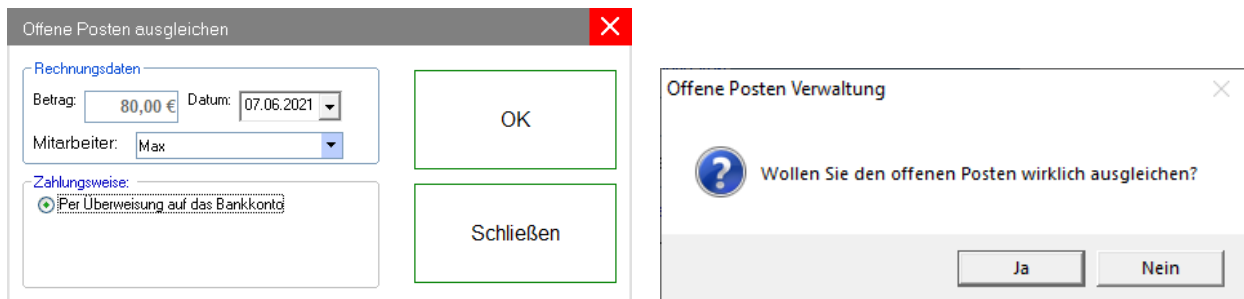 Offene Posten ausgleichen
Rechnungsdaten
Betrag: 80,00 € Datum: 07.06.2021
Mitarbeiter: Max
OK
Zahlungsweise:
Per Überweisung auf das Bankkonto
Schließen
Offene Posten Verwaltung
Wollen Sie den offenen Posten wirklich ausgleichen?
Ja Nein